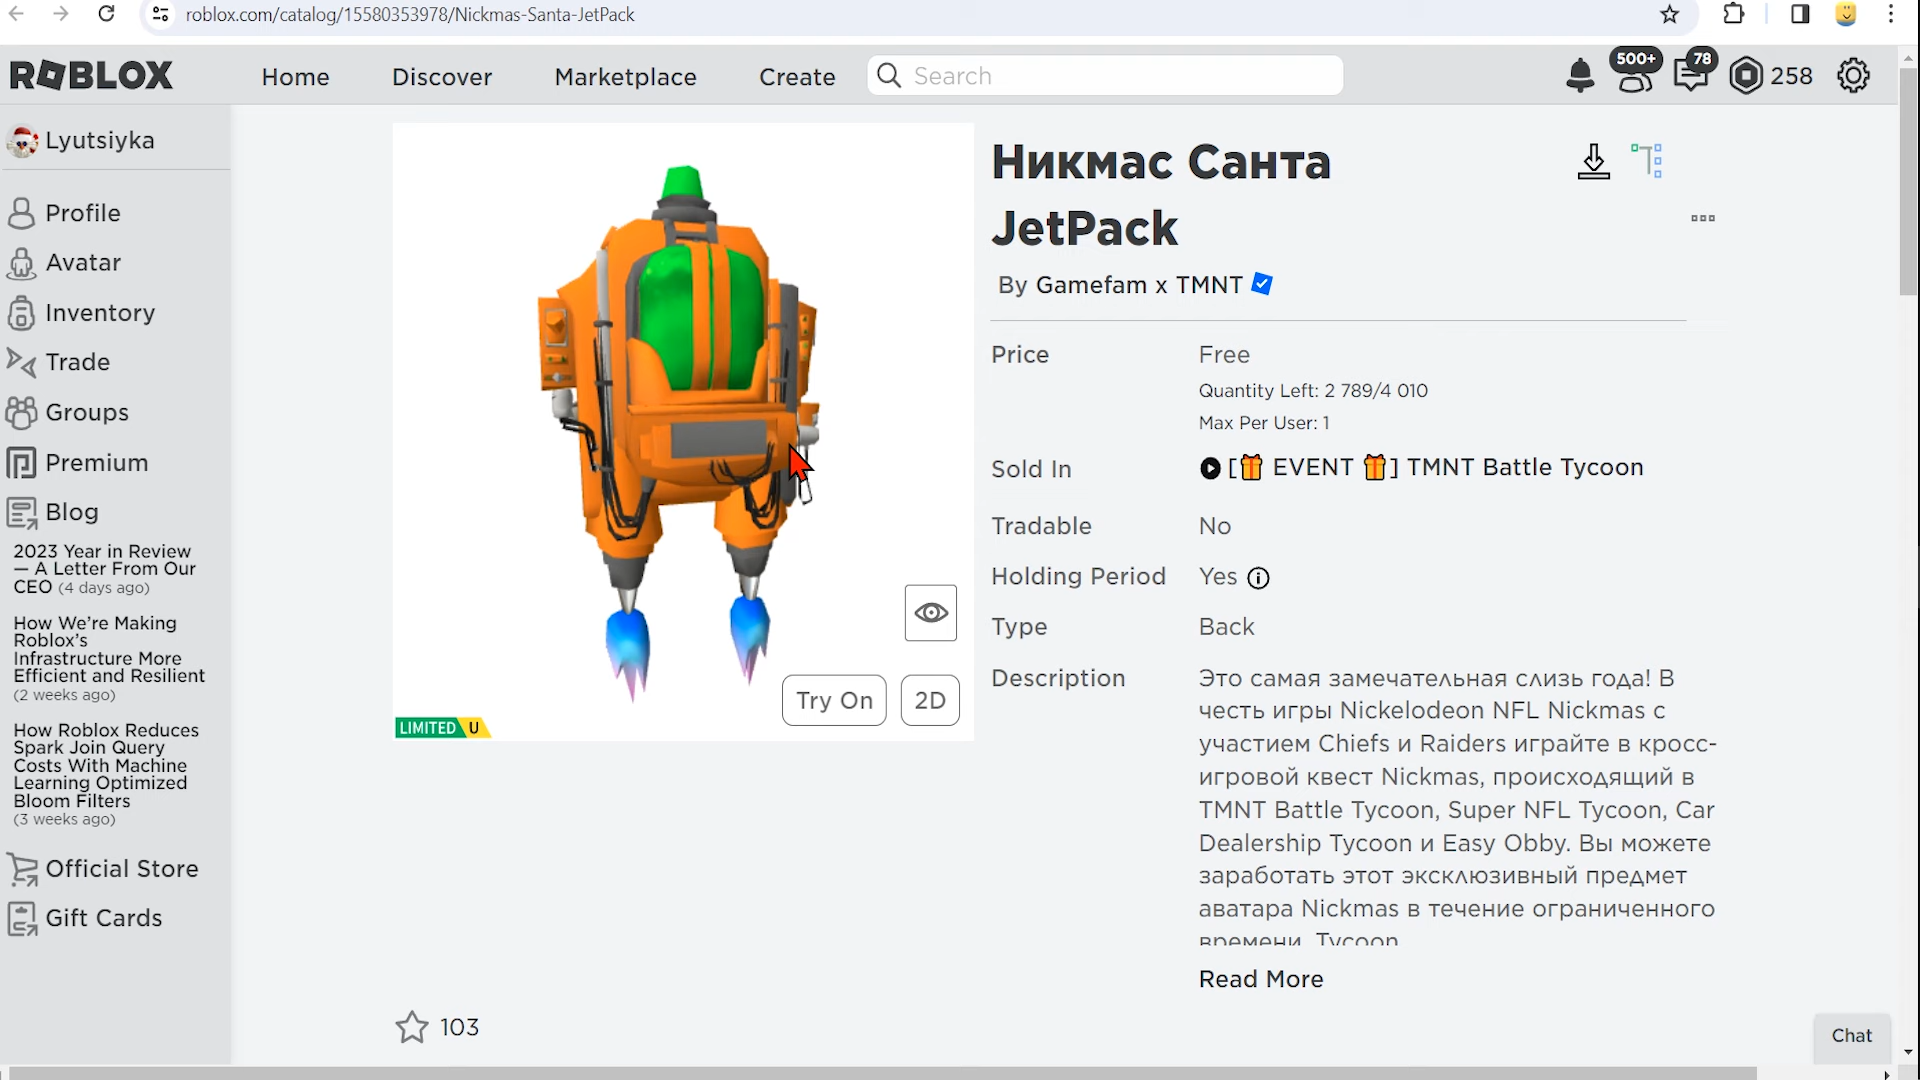 roblox.com/catalog/15580353978/Nickmas-Santa-JetPack
ROBLOX
Home
Discover
Marketplace
Create
Search
500+
78
258
Lyutsiyka
Profile
Avatar
Inventory
Trade
Groups
Premium
Blog
2023 Year in Review
— A Letter From Our
CEO (4 days ago)
How We’re Making
Roblox’s
Infrastructure More
Efficient and Resilient
(2 weeks ago)
How Roblox Reduces
Spark Join Query
Costs With Machine
Learning Optimized
Bloom Filters
(3 weeks ago)
Official Store
Gift Cards
Try On
2D
LIMITED U
103
Никмас Санта
JetPack
By Gamefam x TMNT
Price
Free
Quantity Left: 2 789/4 010
Max Per User: 1
Sold In
[🎁 EVENT 🎁] TMNT Battle Tycoon
Tradable
No
Holding Period
Yes
Type
Back
Description
Это самая замечательная слизь года! В
честь игры Nickelodeon NFL Nickmas с
участием Chiefs и Raiders играйте в кросс-
игровой квест Nickmas, происходящий в
TMNT Battle Tycoon, Super NFL Tycoon, Car
Dealership Tycoon и Easy Obby. Вы можете
заработать этот эксклюзивный предмет
аватара Nickmas в течение ограниченного
времени. Tycoon
Read More
Chat